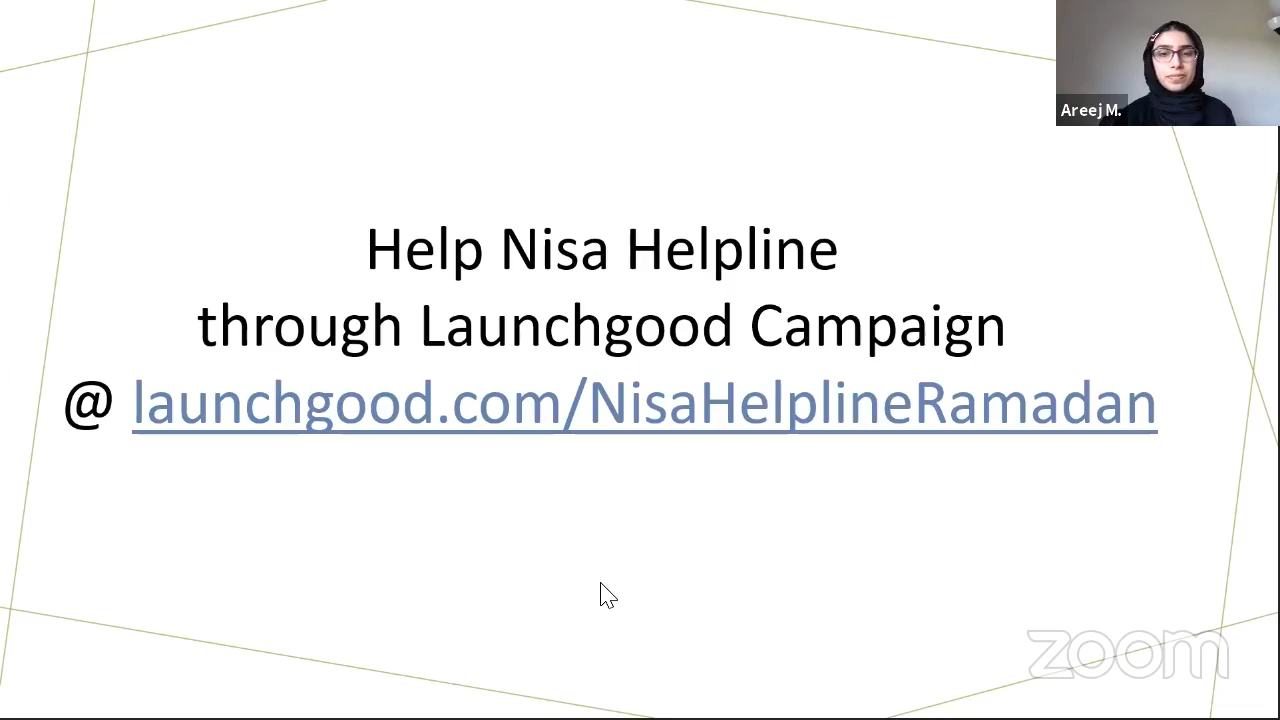 Areej M.
Help Nisa Helpline
through Launchgood Campaign
@ launchgood.com/NisaHelplineRamadan
zoom